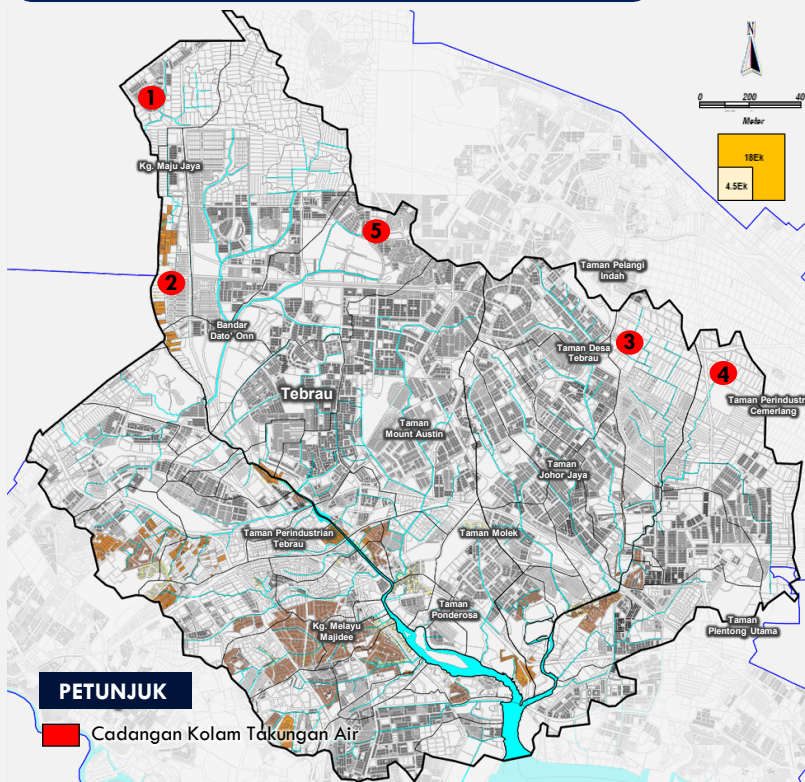 N
0 200 40
Meter
18Ek
4.5Ek
1
Kg. Maju Jaya
5
2
Taman Pelangi
Indah
Bandar
Dato' Onn
3
Taman Desa
Tebrau
4
Tebrau
Taman Perindustri
Cemerlang
Taman
Mount Austin
Taman
Johor Jaya
Taman Perindustrian
Tebrau
Taman Molek
Taman
Ponderosa
Kg. Melayu
Majidee
Taman
Plentong Utama
PETUNJUK
Cadangan Kolam Takungan Air